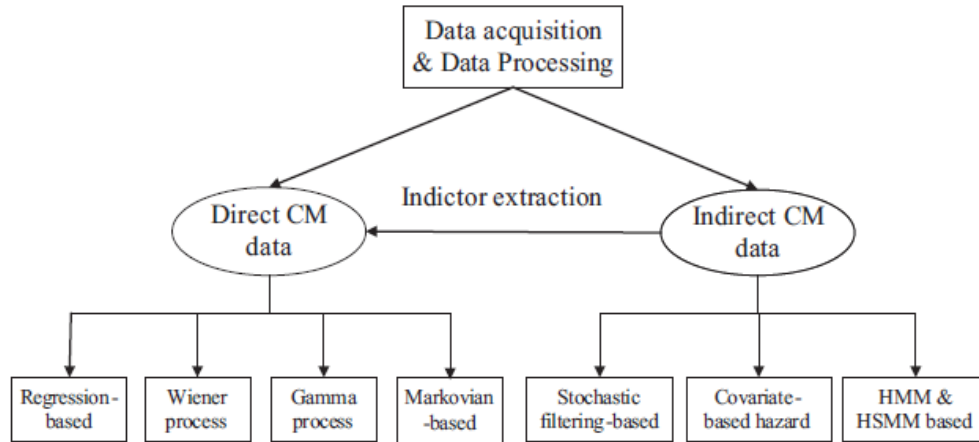 Data acquisition
& Data Processing
Indictor extraction
Direct CM
data
Indirect CM
data
Regression-
based
Wiener
process
Gamma
process
Markovian
-based
Stochastic
filtering-based
Covariate-
based hazard
HMM &
HSMM based